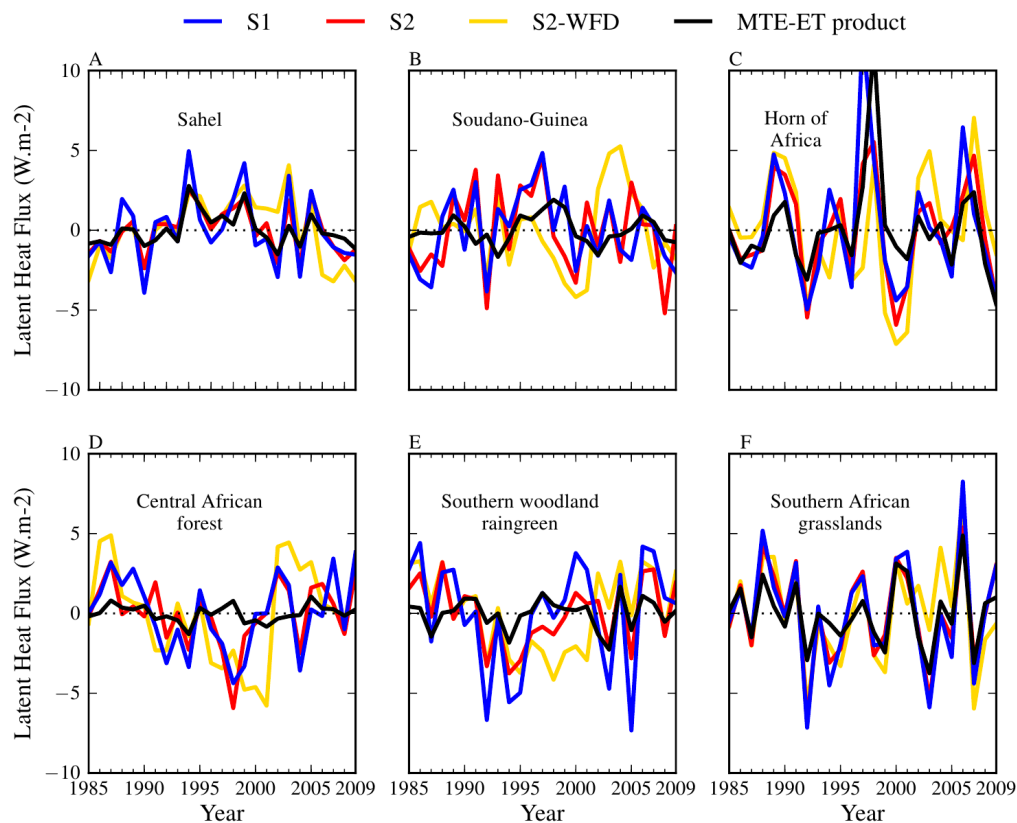 S1 S2 S2-WFD MTE-ET product
A B C
10 5 0 −5 −10
Latent Heat Flux (W.m-2)
Sahel
Soudano-Guinea
Horn of
Africa
D E F
10 5 0 −5 −10
Latent Heat Flux (W.m-2)
Central African
forest
Southern woodland
raingreen
Southern African
grasslands
1985 1990 1995 2000 2005 2009 1985 1990 1995 2000 2005 2009 1985 1990 1995 2000 2005 2009
Year Year Year